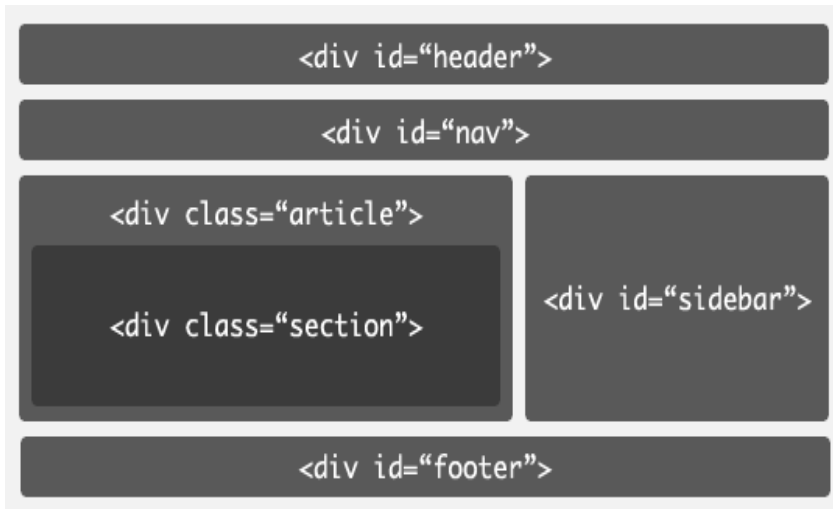 <div id=“header”>
<div id=“nav”>
<div class=“article”>
<div class=“section”>
<div id=“sidebar”>
<div id=“footer”>